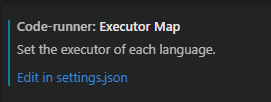 Code-runner: Executor Map
Set the executor of each language.
Edit in settings.json